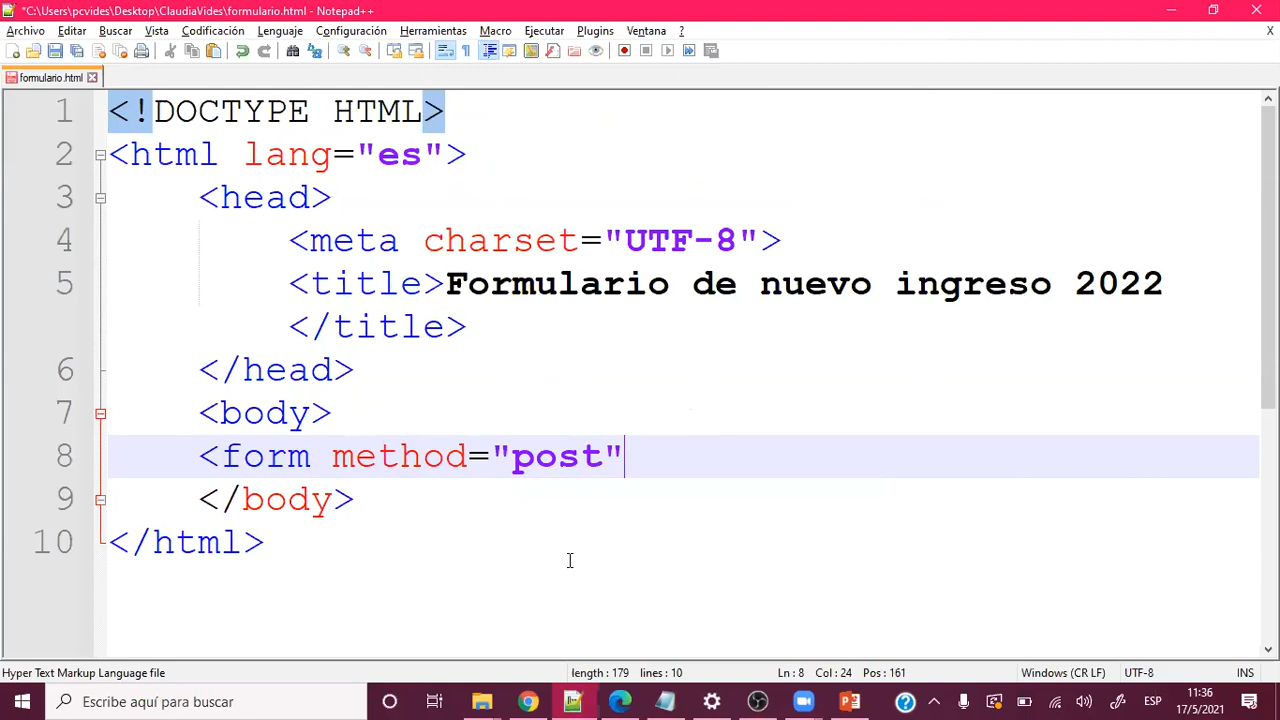 *C:\Users\pcvides\Desktop\ClaudiaVides\formulario.html - Notepad++
Archivo Editar Buscar Vista Codificación Lenguaje Configuración Herramientas Macro Ejecutar Plugins Ventana ? X
formulario.html
1 <!DOCTYPE HTML>
2 <html lang="es">
3 <head>
4 <meta charset="UTF-8">
5 <title>Formulario de nuevo ingreso 2022
</title>
6 </head>
7 <body>
8 <form method="post"
9 </body>
10 </html>
Hyper Text Markup Language file length : 179 lines : 10 Ln : 8 Col : 24 Pos : 161 Windows (CR LF) UTF-8 INS
Escribe aquí para buscar ESP 11:36
17/5/2021